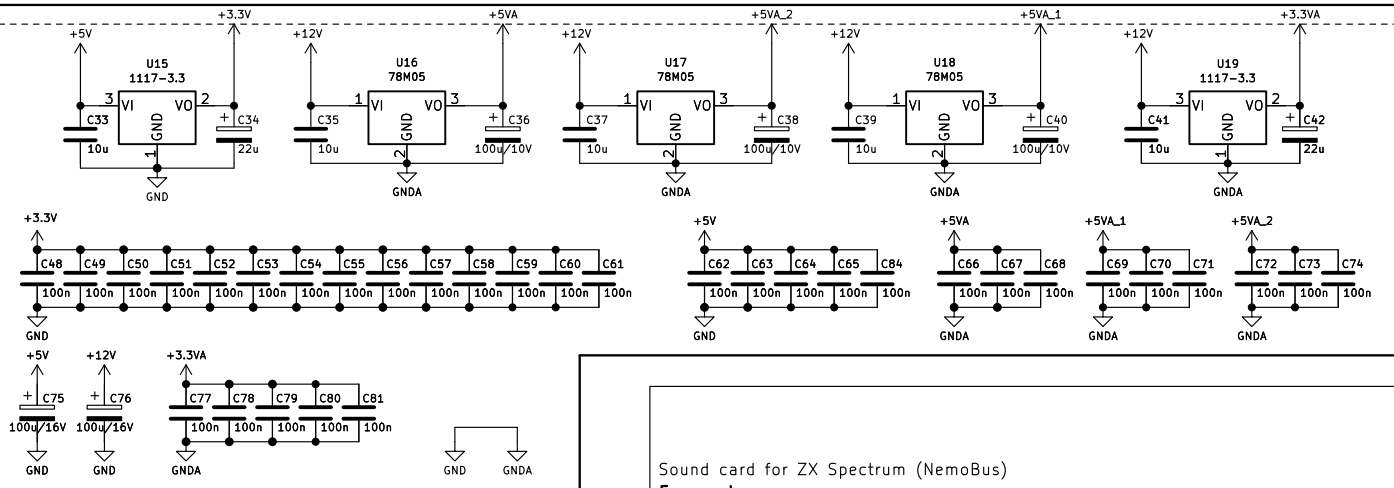 +3.3V +5VA +5VA_2 +5VA_1 +3.3VA
+5V +12V +12V +12V +12V
U15 U16 U17 U18 U19
1117-3.3 78M05 78M05 78M05 1117-3.3
3 VI VO 2 1 VI VO 3 1 VI VO 3 1 VI VO 3 3 VI VO 2
C33 GND + C34 C35 GND + C36 C37 GND + C38 C39 GND + C40 C41 GND + C42
10u 1 22u 10u 2 100u/10V 10u 2 100u/10V 10u 2 100u/10V 10u 1 22u
GND GNDA GNDA GNDA GNDA
+3.3V +5V +5VA +5VA_1 +5VA_2
C48 C49 C50 C51 C52 C53 C54 C55 C56 C57 C58 C59 C60 C61 C62 C63 C64 C65 C84 C66 C67 C68 C69 C70 C71 C72 C73 C74
100n 100n 100n 100n 100n 100n 100n 100n 100n 100n 100n 100n 100n 100n 100n 100n 100n 100n 100n 100n 100n 100n 100n 100n 100n 100n 100n 100n
GND GND GNDA GNDA GNDA
+5V +12V +3.3VA
+ C75 + C76 C77 C78 C79 C80 C81
100u/16V 100u/16V 100n 100n 100n 100n 100n
GND GND GNDA GND GNDA
Sound card for ZX Spectrum (NemoBus)